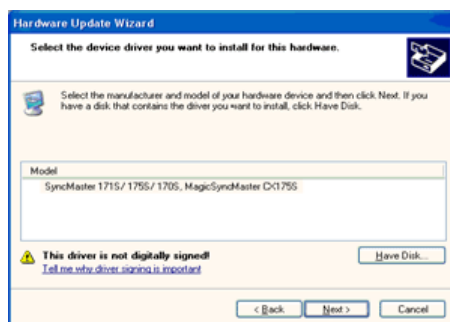 Hardware Update Wizard
Select the device driver you want to install for this hardware.
Select the manufacturer and model of your hardware device and then click Next. If you
have a disk that contains the driver you want to install, click Have Disk.
Model
SyncMaster 171S/ 175S/ 170S, MagicSyncMaster CX175S
This driver is not digitally signed!
Have Disk...
Tell me why driver signing is important
< Back
Next >
Cancel